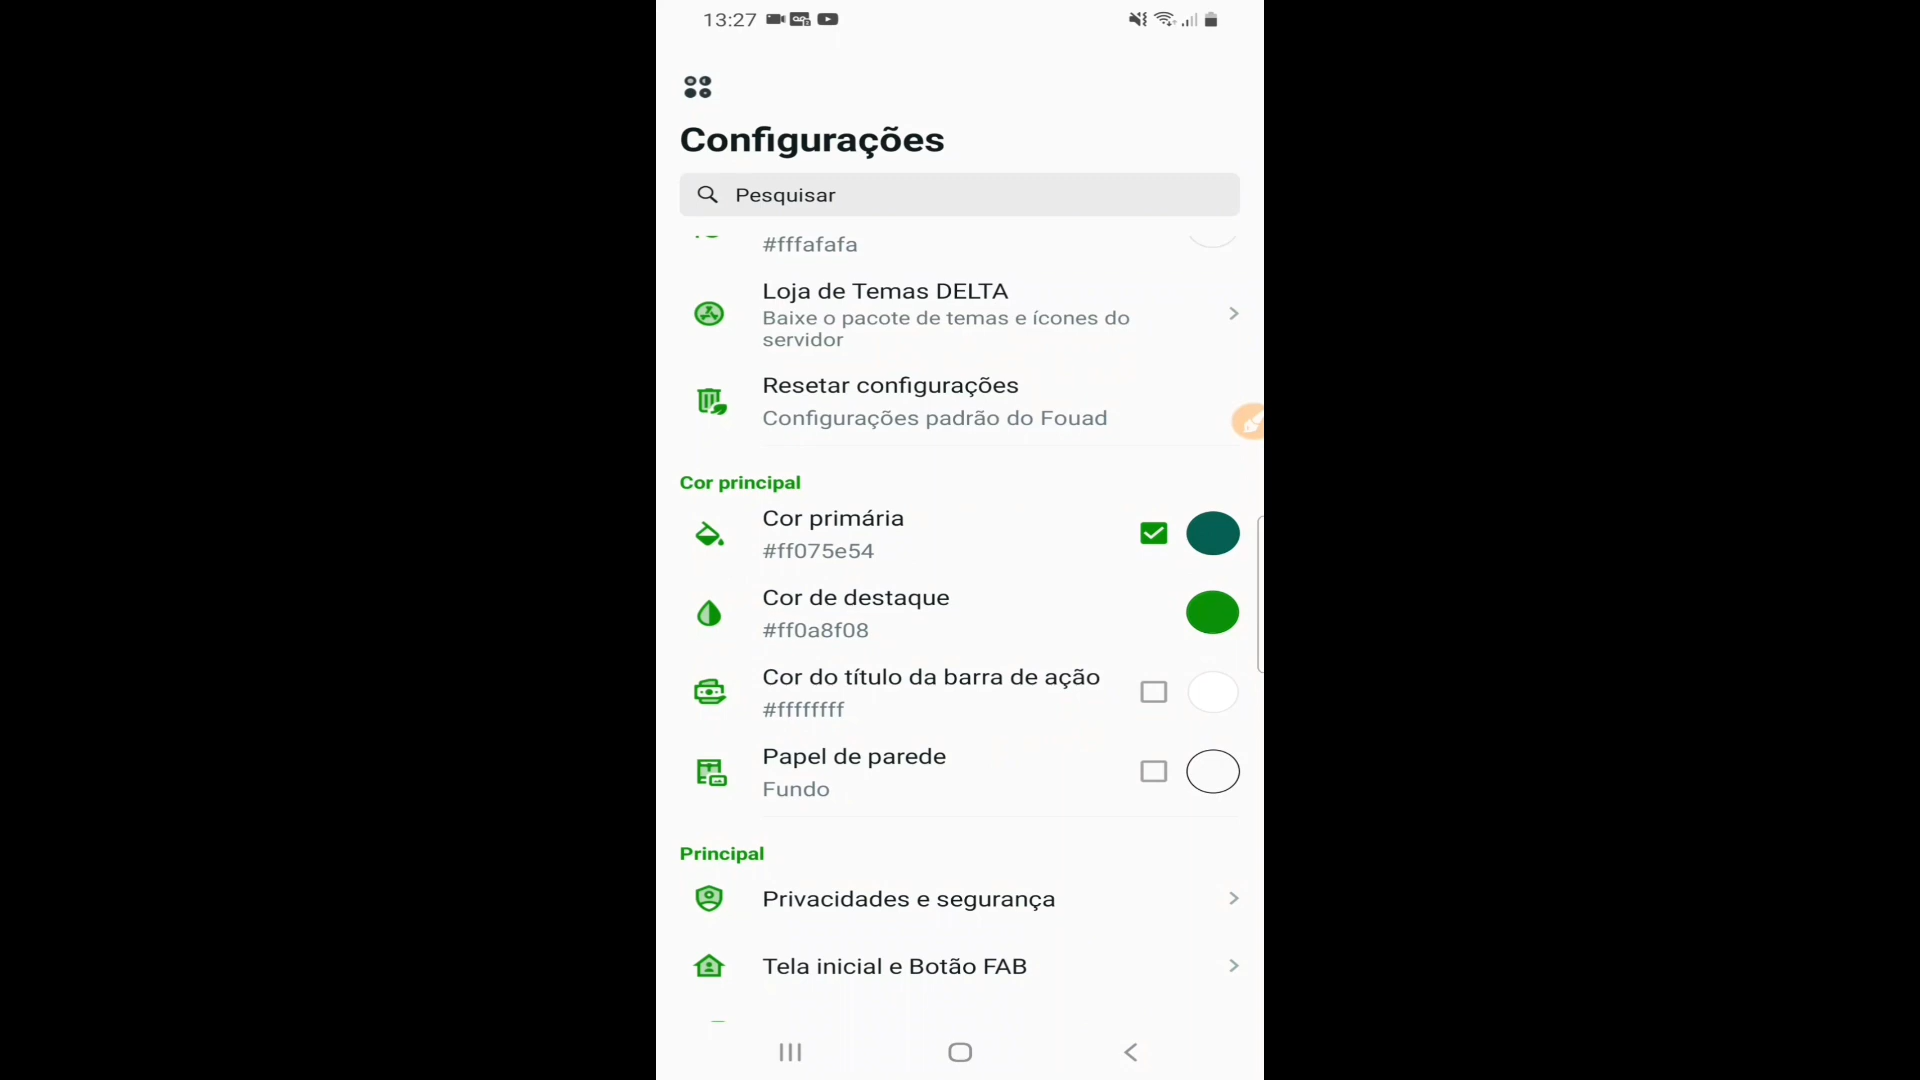 13:27
Configurações
Pesquisar
#fffafafa
Loja de Temas DELTA
Baixe o pacote de temas e ícones do
servidor
Resetar configurações
Configurações padrão do Fouad
Cor principal
Cor primária
#ff075e54
Cor de destaque
#ff0a8f08
Cor do título da barra de ação
#ffffffff
Papel de parede
Fundo
Principal
Privacidades e segurança
Tela inicial e Botão FAB